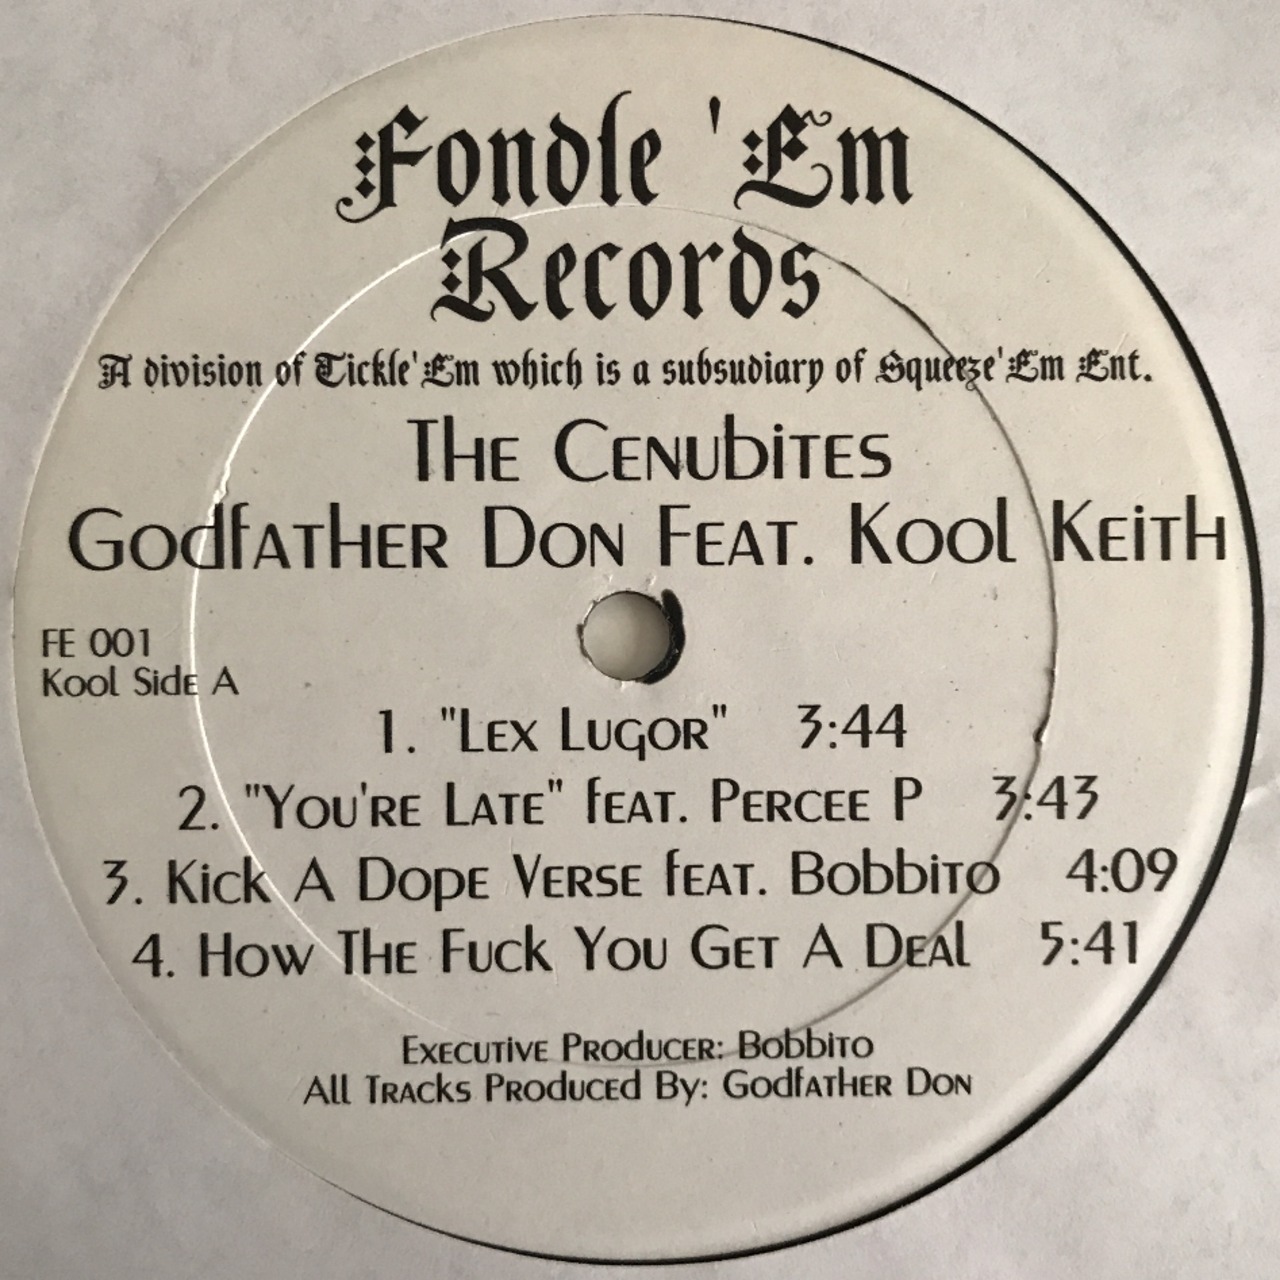 Fondle 'Em
Records
A division of Tickle'Em which is a subsudiary of Squeeze'Em Ent.
The Cenubites
Godfather Don Feat. Kool Keith
FE 001
Kool Side A
1. "Lex Lugor" 3:44
2. "You're Late" feat. Percee P 3:43
3. Kick A Dope Verse feat. Bobbito 4:09
4. How The Fuck You Get A Deal 5:41
Executive Producer: Bobbito
All Tracks Produced By: Godfather Don